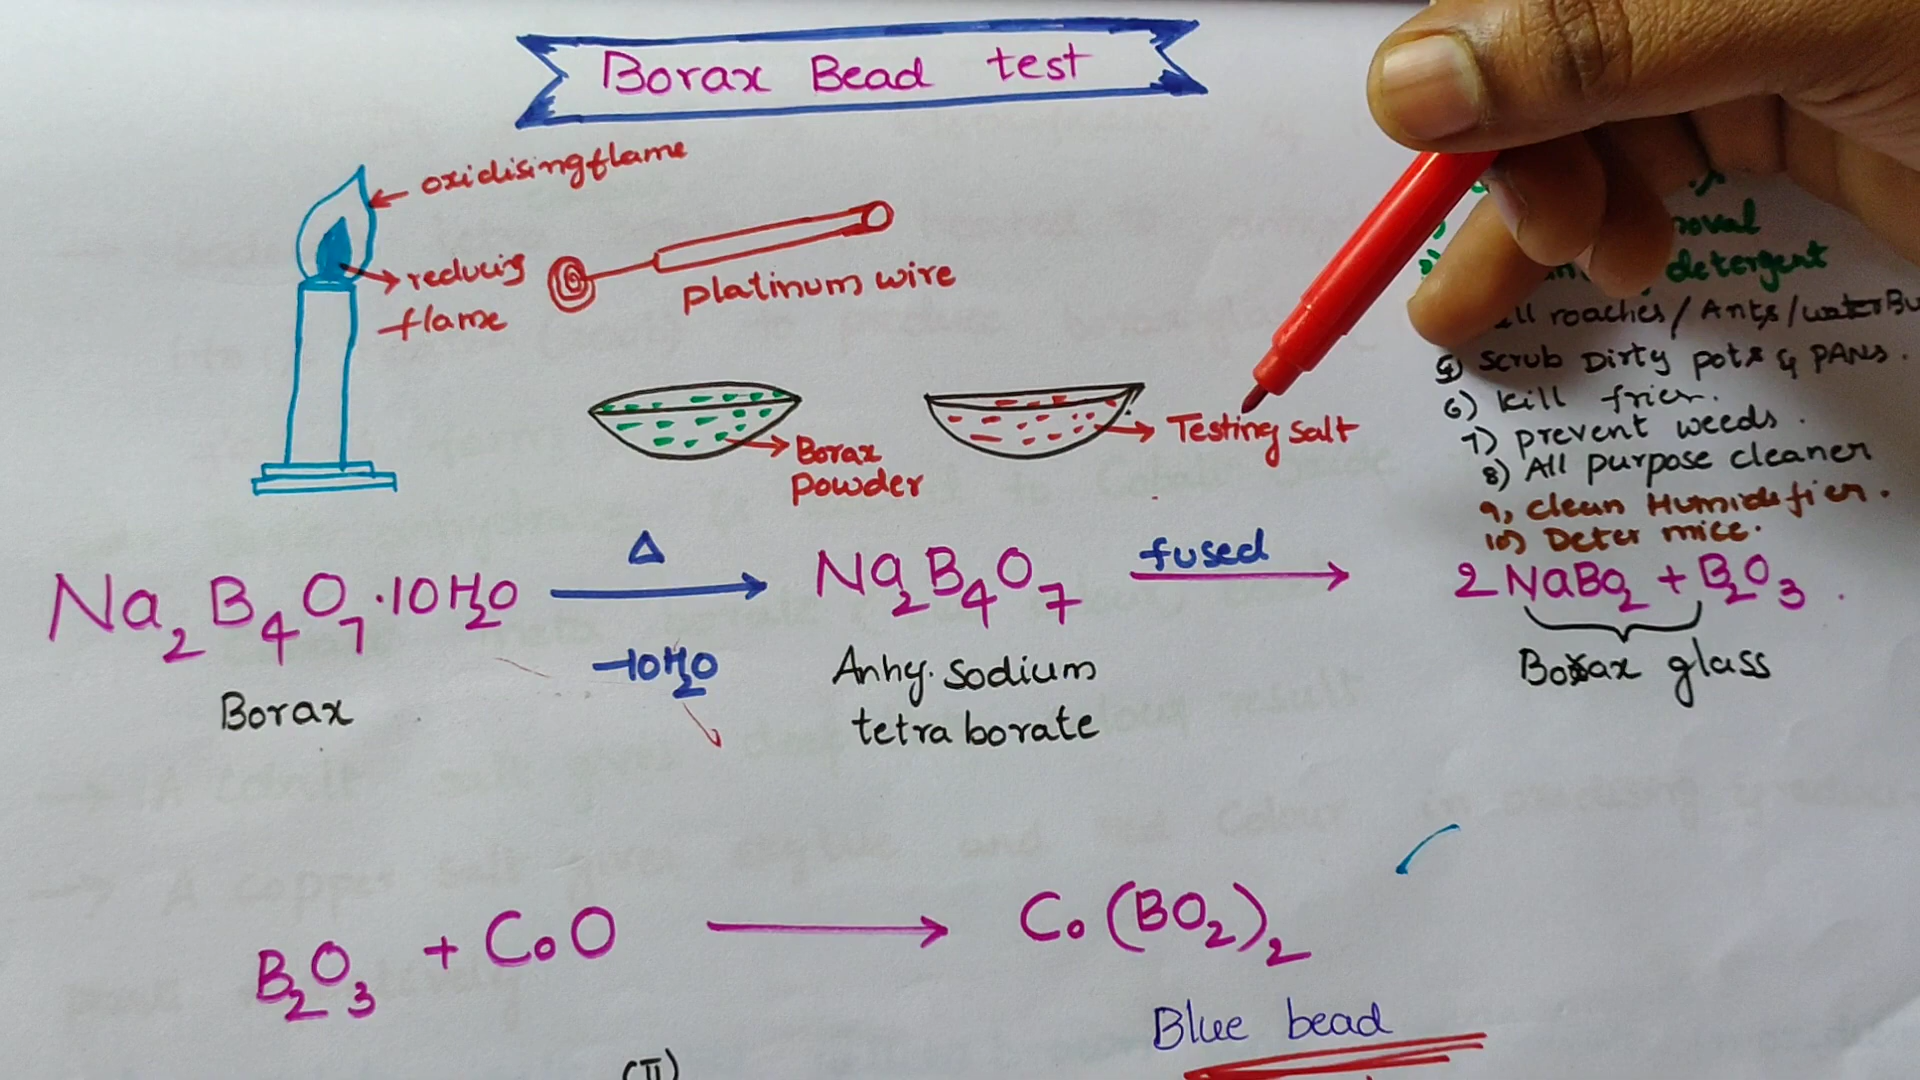 Borax Bead test
oxidising flame
reducing
flame
platinum wire
Borax
powder
Testing salt
detergent
roaches/Ants/waterBu
5) Scrub Dirty pots & PANs.
6) Kill frier.
7) prevent weeds.
8) All purpose cleaner
9, clean Humidifier.
10) Deter mice.
Na2B4O7·10H2O
Δ
-10H2O
Na2B4O7
fused
2NaBO2 + B2O3.
Borax
Anhy. Sodium
tetra borate
Borax glass
B2O3 + CoO
Co(BO2)2
Blue bead
(II)